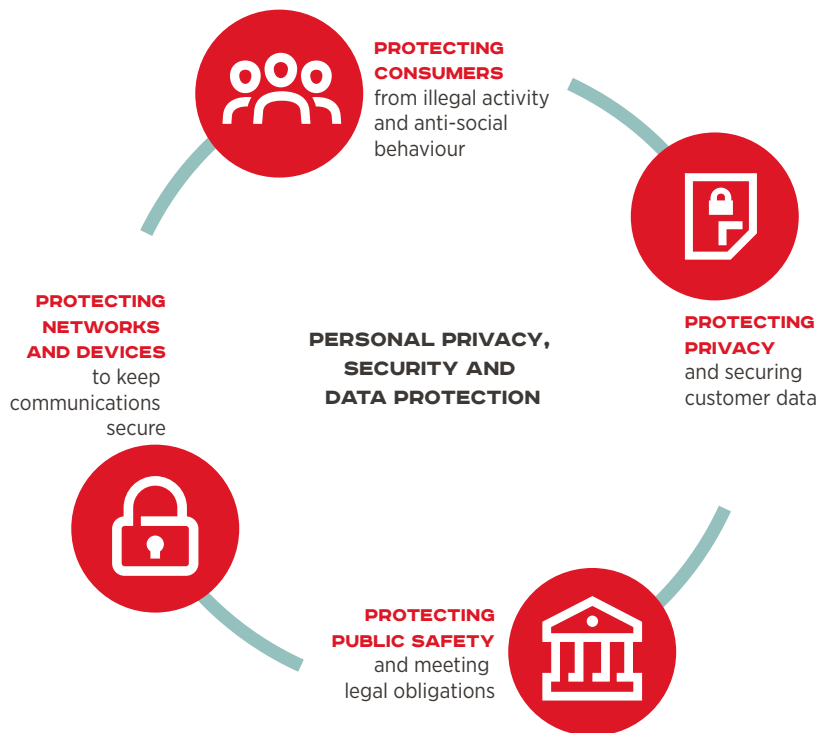 PROTECTING
CONSUMERS
from illegal activity
and anti-social
behaviour
PROTECTING
PRIVACY
and securing
customer data
PROTECTING
NETWORKS
AND DEVICES
to keep
communications
secure
PERSONAL PRIVACY,
SECURITY AND
DATA PROTECTION
PROTECTING
PUBLIC SAFETY
and meeting
legal obligations